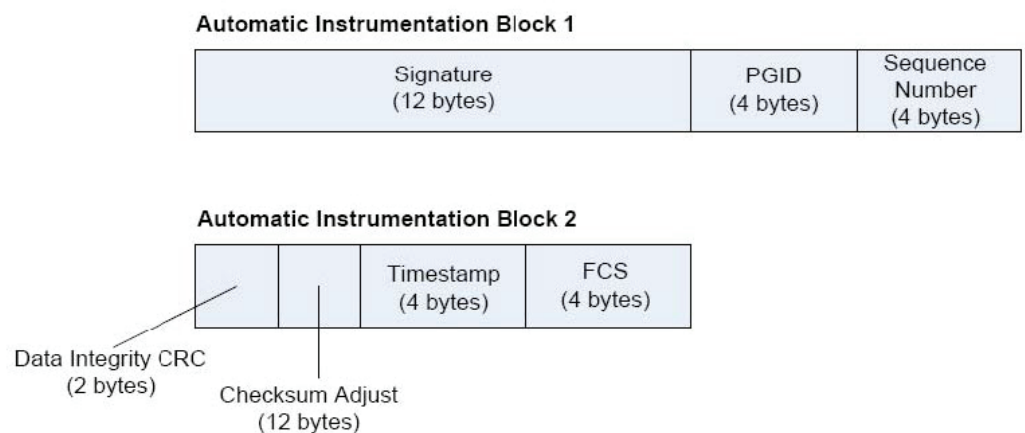 Automatic Instrumentation Block 1
Signature
(12 bytes)
PGID
(4 bytes)
Sequence
Number
(4 bytes)
Automatic Instrumentation Block 2
Timestamp
(4 bytes)
FCS
(4 bytes)
Data Integrity CRC
(2 bytes)
Checksum Adjust
(12 bytes)